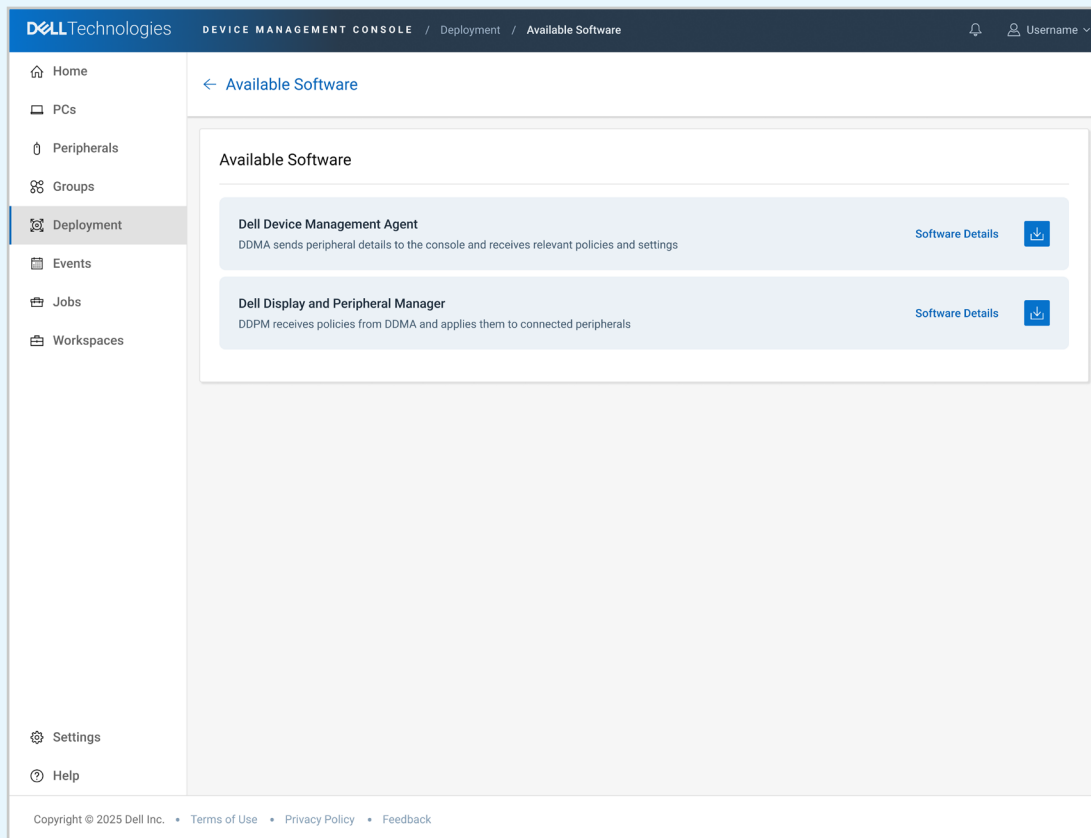 DELLTechnologies DEVICE MANAGEMENT CONSOLE / Deployment / Available Software Username
Home
PCs
Peripherals
Groups
Deployment
Events
Jobs
Workspaces
Settings
Help
← Available Software
Available Software
Dell Device Management Agent
DDMA sends peripheral details to the console and receives relevant policies and settings
Software Details
Dell Display and Peripheral Manager
DDPM receives policies from DDMA and applies them to connected peripherals
Software Details
Copyright © 2025 Dell Inc. • Terms of Use • Privacy Policy • Feedback